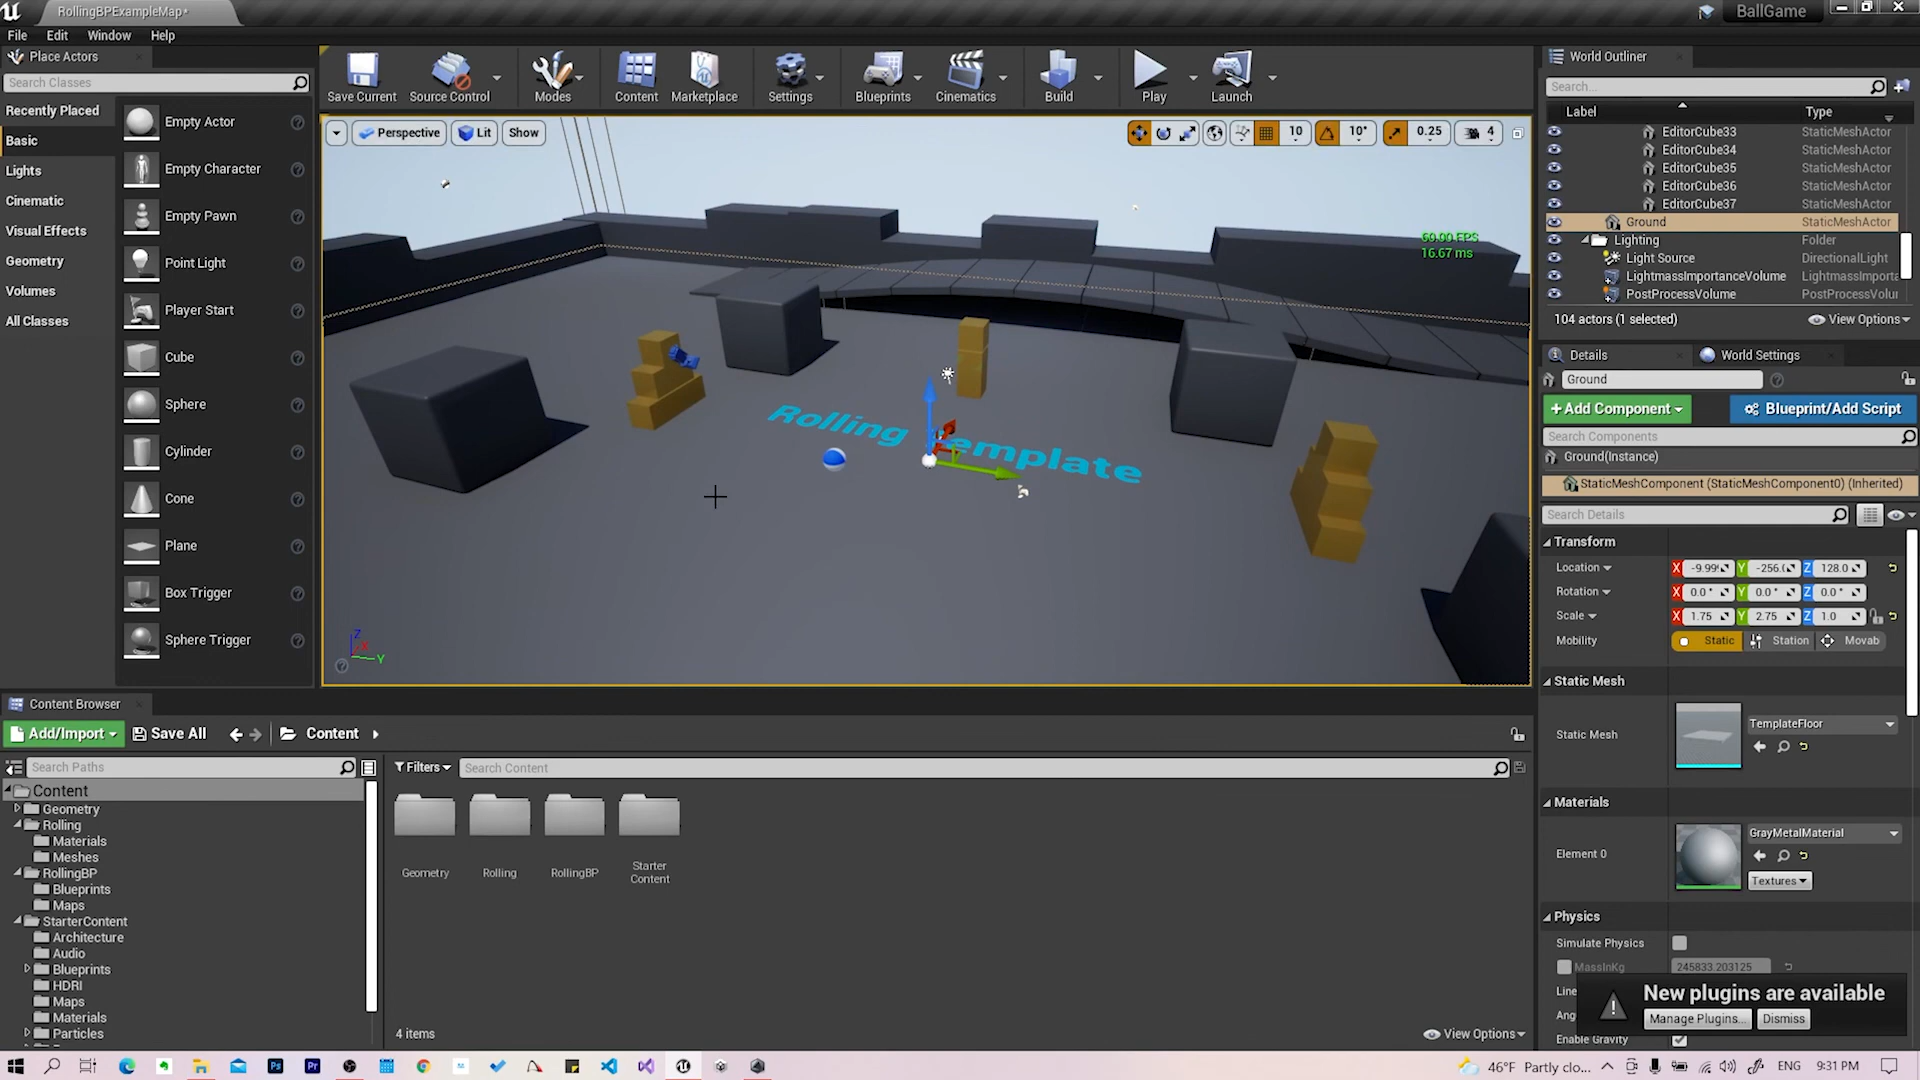 RollingBPExampleMap*
BallGame
File Edit Window Help
Place Actors
Search Classes
Recently Placed
Basic
Lights
Cinematic
Visual Effects
Geometry
Volumes
All Classes
Empty Actor
Empty Character
Empty Pawn
Point Light
Player Start
Cube
Sphere
Cylinder
Cone
Plane
Box Trigger
Sphere Trigger
Save Current
Source Control
Modes
Content
Marketplace
Settings
Blueprints
Cinematics
Build
Play
Launch
Perspective
Lit
Show
10
10°
0.25
4
60.00 FPS
16.67 ms
Rolling Template
Z
X
Y
World Outliner
Search...
Label Type
EditorCube33 StaticMeshActor
EditorCube34 StaticMeshActor
EditorCube35 StaticMeshActor
EditorCube36 StaticMeshActor
EditorCube37 StaticMeshActor
Ground StaticMeshActor
Lighting Folder
Light Source DirectionalLight
LightmassImportanceVolume LightmassImporta
PostProcessVolume PostProcessVolur
104 actors (1 selected)
View Options
Details
World Settings
Ground
+Add Component
Blueprint/Add Script
Search Components
Ground(Instance)
StaticMeshComponent (StaticMeshComponent0) (Inherited)
Search Details
Transform
Location X -9.99 Y -256.( Z 128.0
Rotation X 0.0° Y 0.0° Z 0.0°
Scale X 1.75 Y 2.75 Z 1.0
Mobility Static Station Movab
Static Mesh
Static Mesh
TemplateFloor
Materials
Element 0
GrayMetalMaterial
Textures
Physics
Simulate Physics
MassInKg 245833.203125
Line
Ang
Enable Gravity
New plugins are available
Manage Plugins...
Dismiss
Content Browser
Add/Import
Save All
Content
Search Paths
Filters
Search Content
Content
Geometry
Rolling
Materials
Meshes
RollingBP
Blueprints
Maps
StarterContent
Architecture
Audio
Blueprints
HDRI
Maps
Materials
Particles
Geometry
Rolling
RollingBP
Starter
Content
4 items
View Options
Ps
Pr
46°F Partly clo...
ENG
9:31 PM